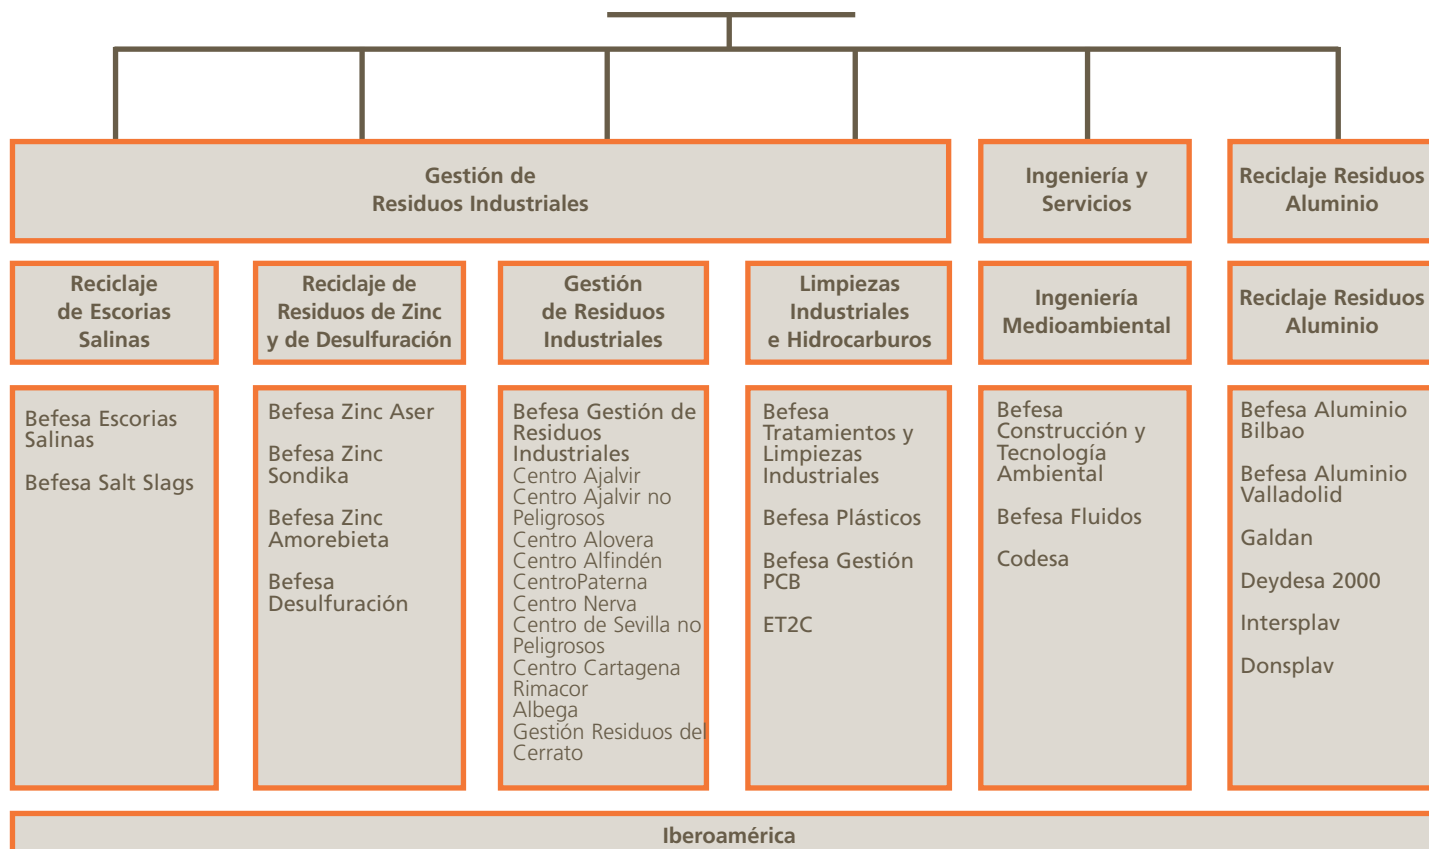 Gestión de
Residuos Industriales
Ingeniería y
Servicios
Reciclaje Residuos
Aluminio
Reciclaje
de Escorias
Salinas
Reciclaje de
Residuos de Zinc
y de Desulfuración
Gestión
de Residuos
Industriales
Limpiezas
Industriales
e Hidrocarburos
Ingeniería
Medioambiental
Reciclaje Residuos
Aluminio
Befesa Escorias
Salinas
Befesa Salt Slags
Befesa Zinc Aser
Befesa Zinc
Sondika
Befesa Zinc
Amorebieta
Befesa
Desulfuración
Befesa Gestión de
Residuos
Industriales
Centro Ajalvir
Centro Ajalvir no
Peligrosos
Centro Alovera
Centro Alfindén
CentroPaterna
Centro Nerva
Centro de Sevilla no
Peligrosos
Centro Cartagena
Rimacor
Albega
Gestión Residuos del
Cerrato
Befesa
Tratamientos y
Limpiezas
Industriales
Befesa Plásticos
Befesa Gestión
PCB
ET2C
Befesa
Construcción y
Tecnología
Ambiental
Befesa Fluidos
Codesa
Befesa Aluminio
Bilbao
Befesa Aluminio
Valladolid
Galdan
Deydesa 2000
Intersplav
Donsplav
Iberoamérica